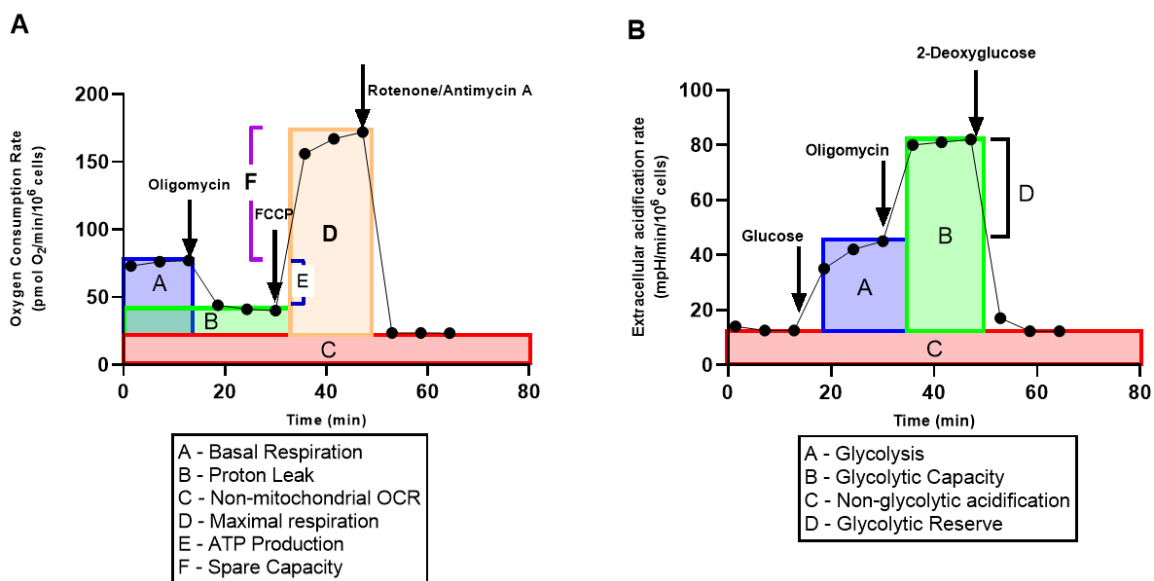 A
Oxygen Consumption Rate
(pm ol O2/min/10^6 cells)
200
150
100
50
0
0
20
40
60
80
Time (min)
Oligomycin
FCCP
Rotenone/Antimycin A
F
A
B
C
D
E
A - Basal Respiration
B - Proton Leak
C - Non-mitochondrial OCR
D - Maximal respiration
E - ATP Production
F - Spare Capacity
B
Extracellular acidification rate
(mpH/min/10^6 cells)
100
80
60
40
20
0
0
20
40
60
80
Time (min)
Glucose
Oligomycin
2-Deoxyglucose
A
B
C
D
A - Glycolysis
B - Glycolytic Capacity
C - Non-glycolytic acidification
D - Glycolytic Reserve